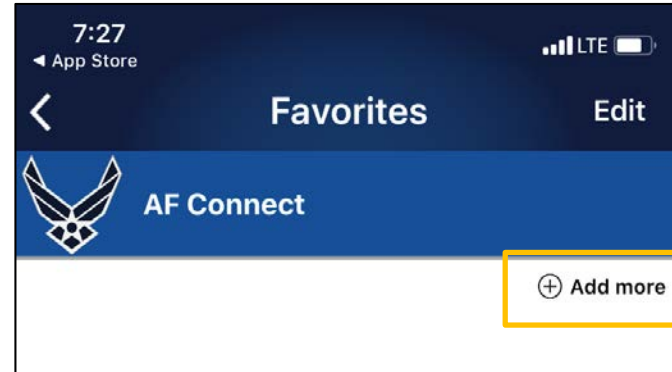 7:27
LTE
◀ App Store
Favorites
Edit
AF Connect
Add more